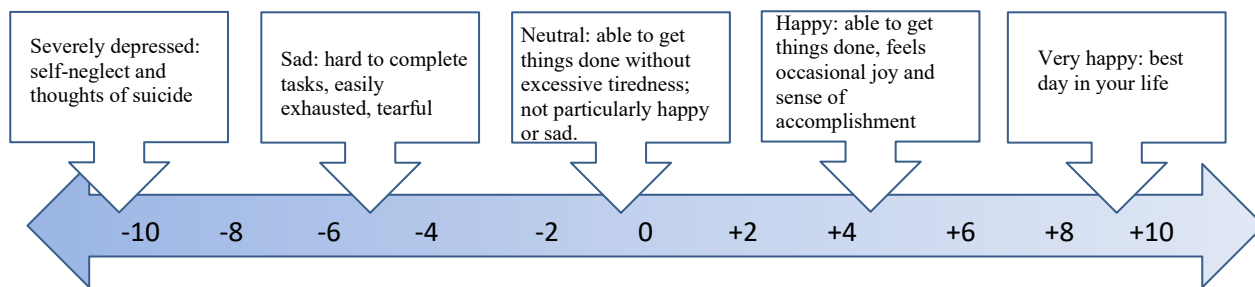 Severely depressed:
self-neglect and
thoughts of suicide
Sad: hard to complete
tasks, easily
exhausted, tearful
Neutral: able to get
things done without
excessive tiredness;
not particularly happy
or sad.
Happy: able to get
things done, feels
occasional joy and
sense of
accomplishment
Very happy: best
day in your life
-10 -8 -6 -4 -2 0 +2 +4 +6 +8 +10